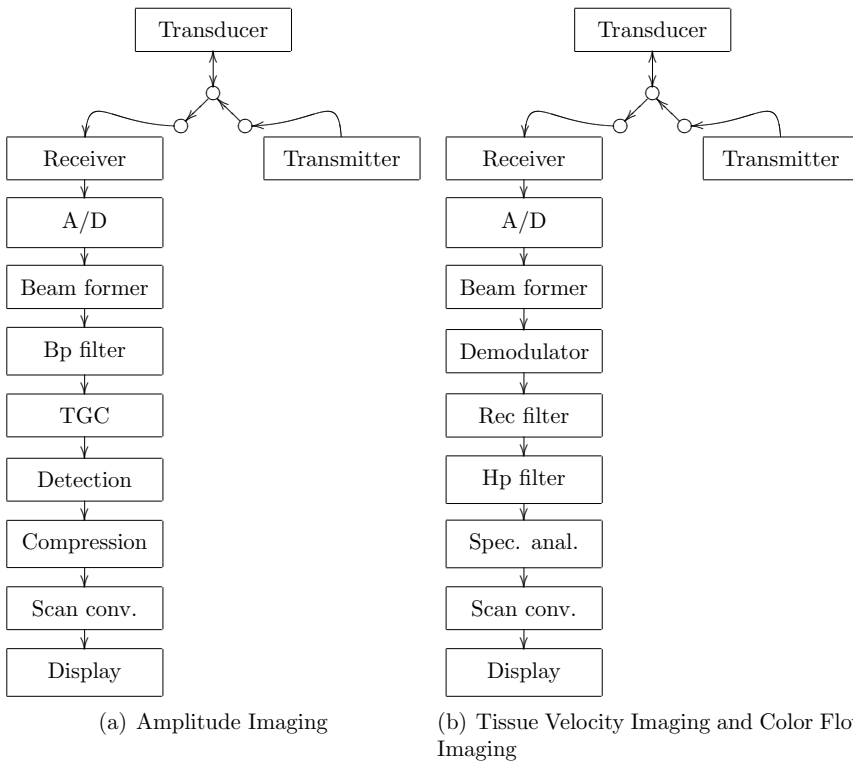 Transducer
Receiver
Transmitter
A/D
Beam former
Bp filter
TGC
Detection
Compression
Scan conv.
Display
(a) Amplitude Imaging
Transducer
Receiver
Transmitter
A/D
Beam former
Demodulator
Rec filter
Hp filter
Spec. anal.
Scan conv.
Display
(b) Tissue Velocity Imaging and Color Flo
Imaging